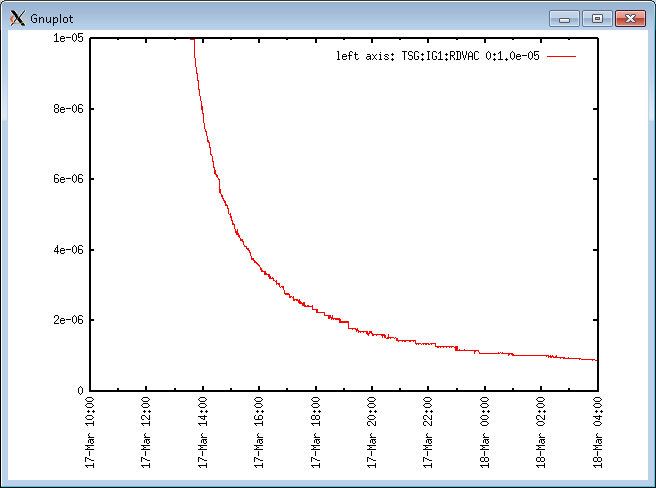 Gnuplot
left axis: TSG:IG1:RDVAC 0:1.0e-05
1e-05
8e-06
6e-06
4e-06
2e-06
0
17-Mar 10:00
17-Mar 12:00
17-Mar 14:00
17-Mar 16:00
17-Mar 18:00
17-Mar 20:00
17-Mar 22:00
18-Mar 00:00
18-Mar 02:00
18-Mar 04:00